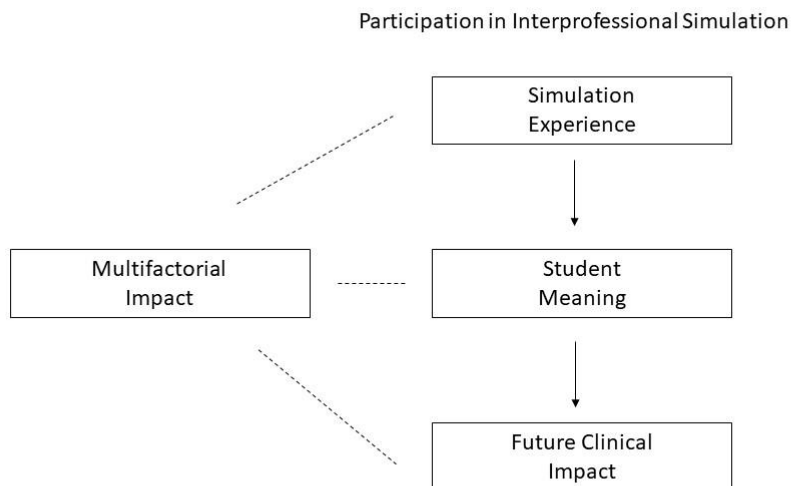 Participation in Interprofessional Simulation
Simulation
Experience
Multifactorial
Impact
Student
Meaning
Future Clinical
Impact